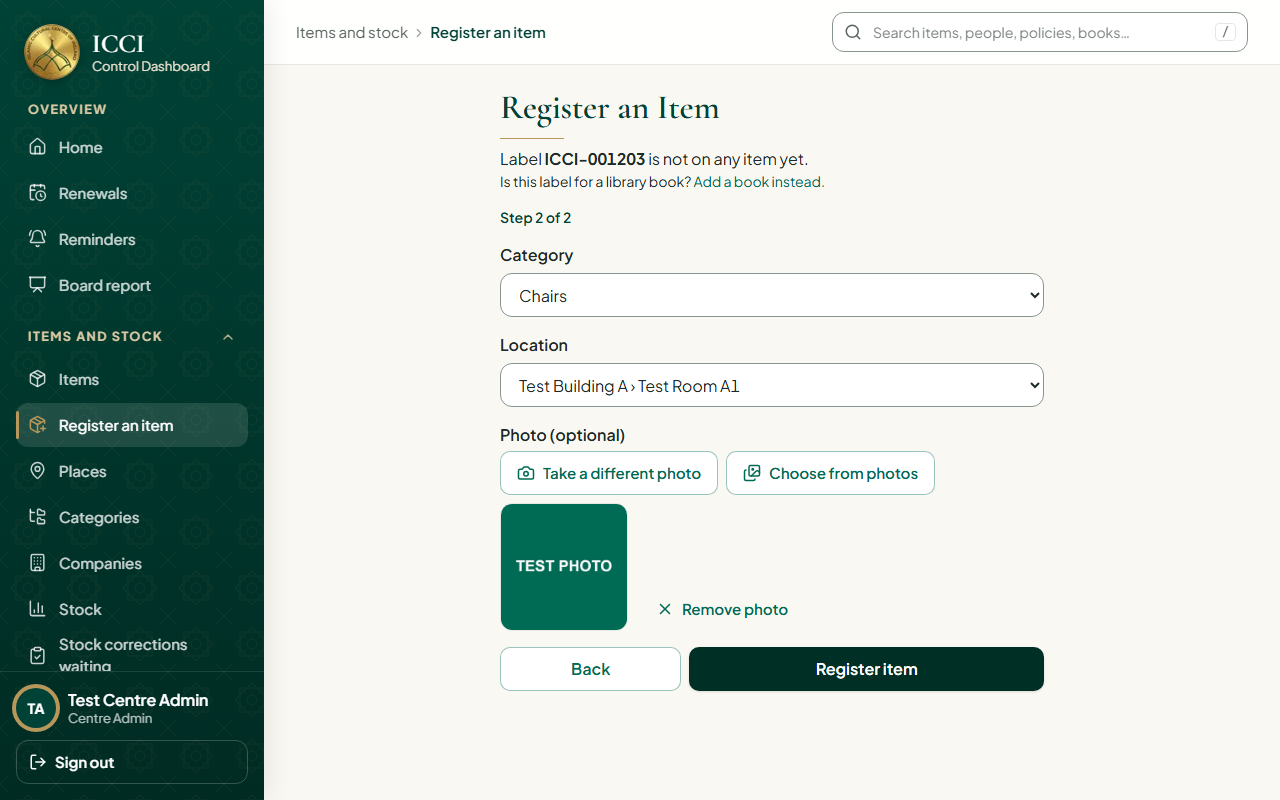 ICCI
Control Dashboard
OVERVIEW
Home
Renewals
Reminders
Board report
ITEMS AND STOCK
Items
Register an item
Places
Categories
Companies
Stock
Stock corrections
waiting
TA
Test Centre Admin
Centre Admin
Sign out
Items and stock › Register an item
Search items, people, policies, books… /
Register an Item
Label ICCI-001203 is not on any item yet.
Is this label for a library book? Add a book instead.
Step 2 of 2
Category
Chairs
Location
Test Building A › Test Room A1
Photo (optional)
Take a different photo
Choose from photos
TEST PHOTO
Remove photo
Back
Register item